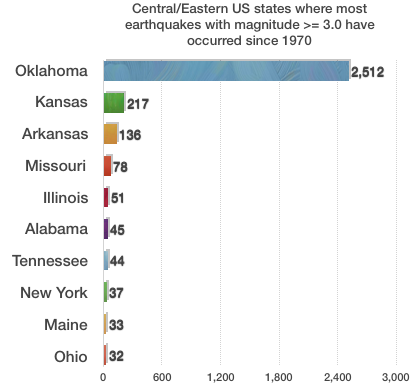 Central/Eastern US states where most
earthquakes with magnitude >= 3.0 have
occurred since 1970
Oklahoma 2,512
Kansas 217
Arkansas 136
Missouri 78
Illinois 51
Alabama 45
Tennessee 44
New York 37
Maine 33
Ohio 32
0 600 1,200 1,800 2,400 3,000